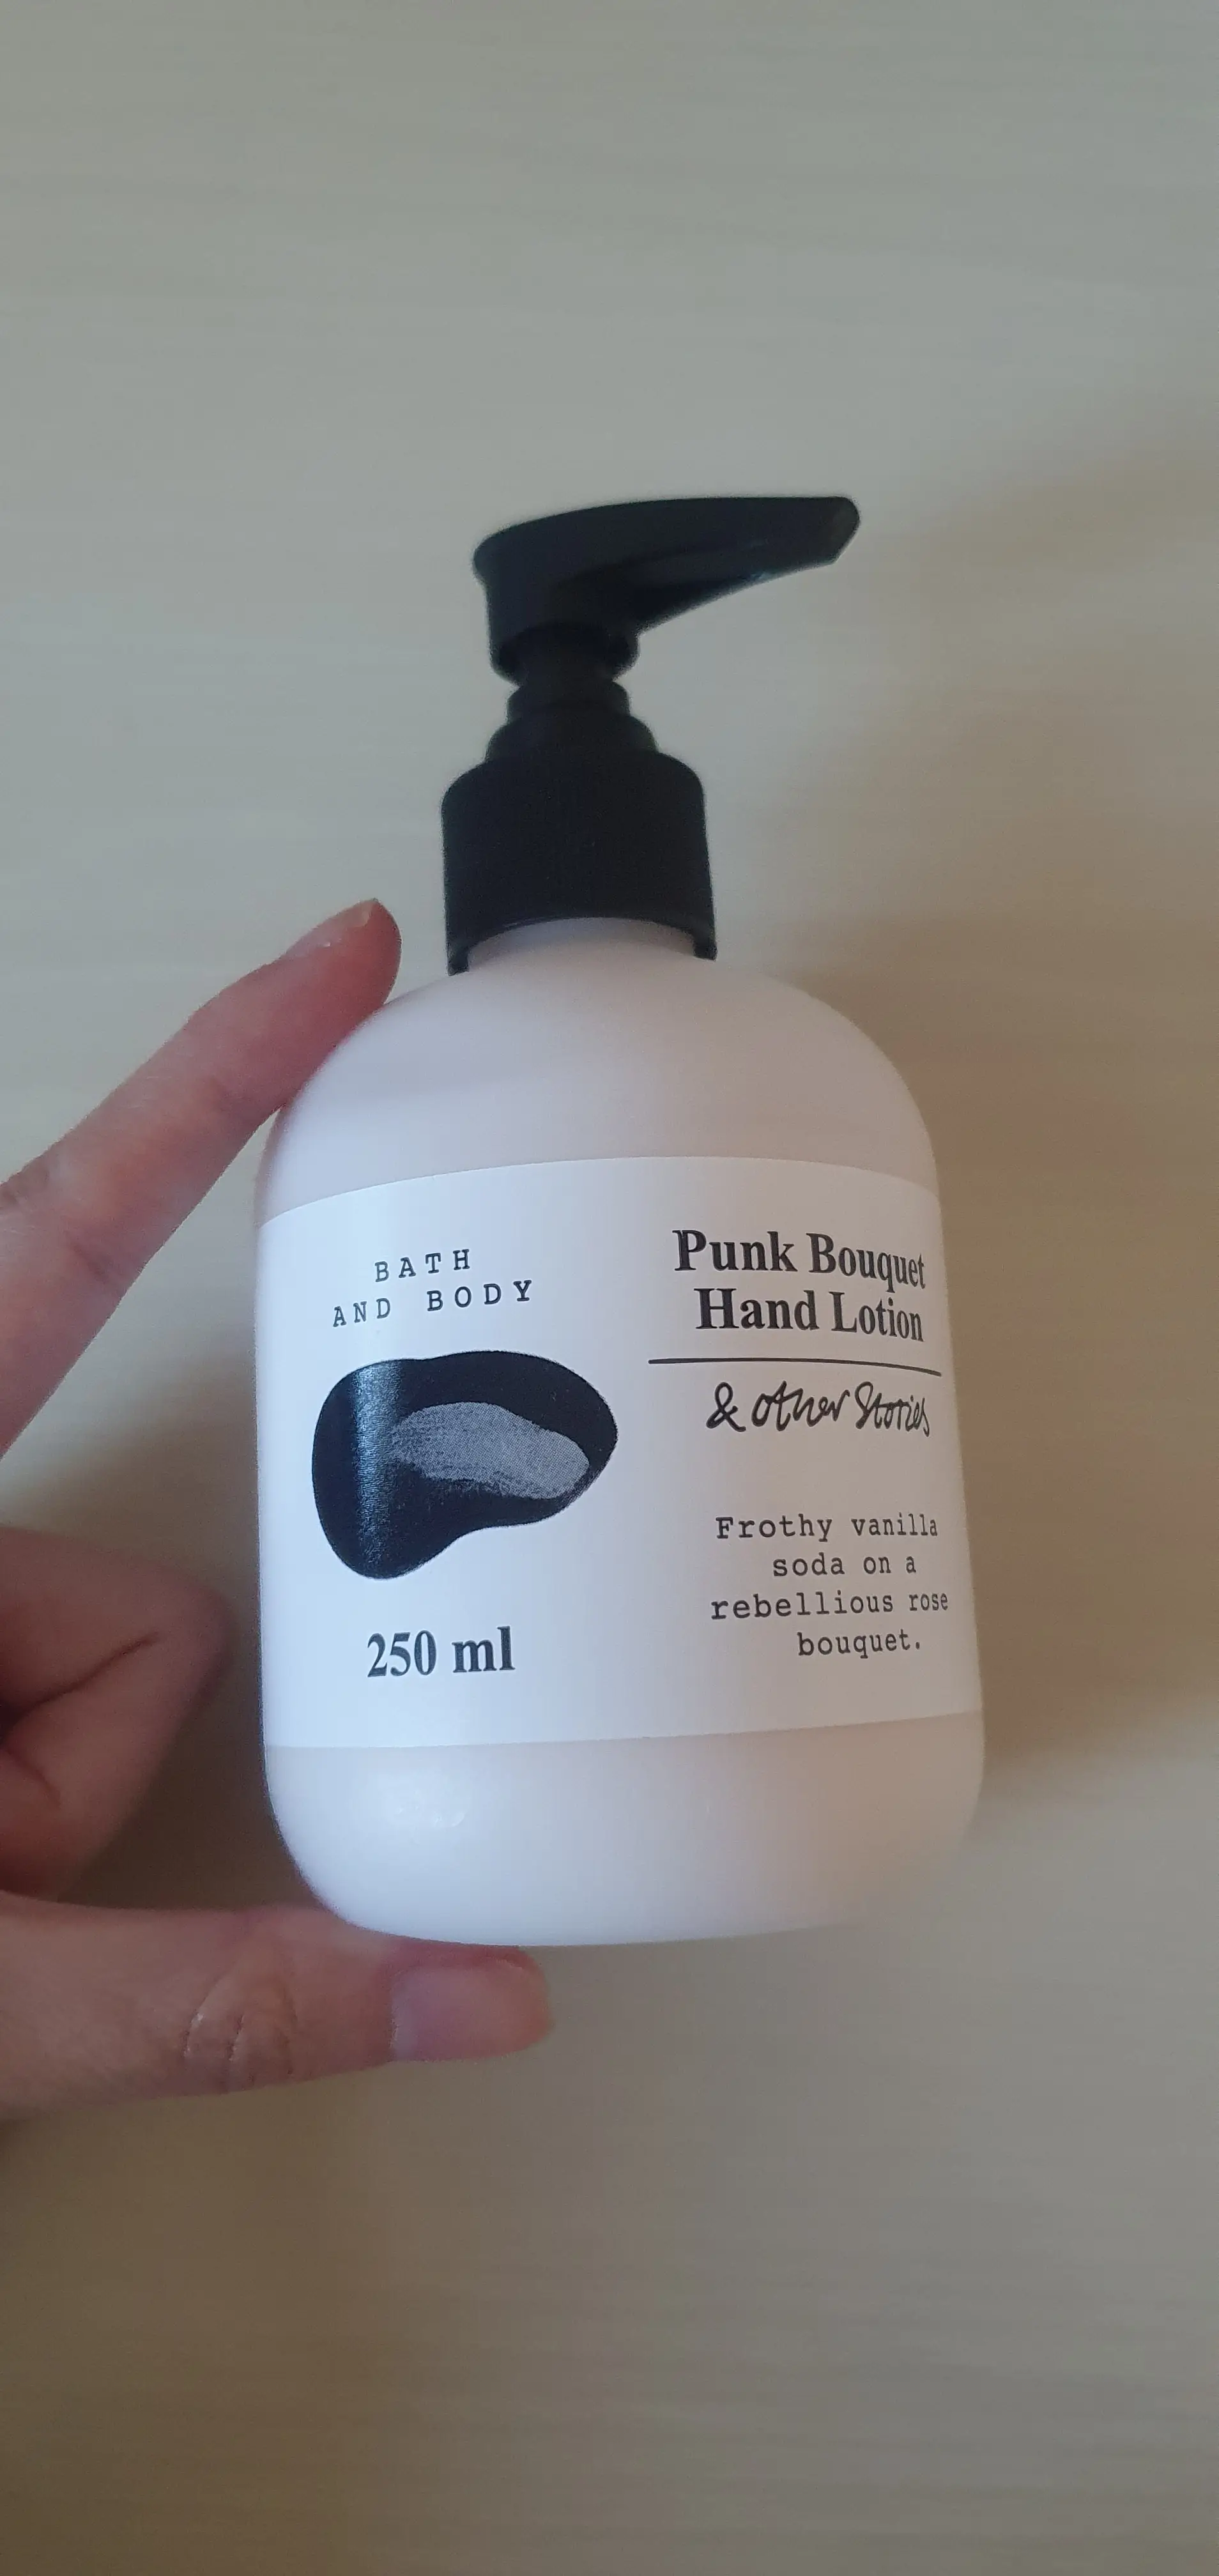 BATH
AND BODY
250 ml
Punk Bouquet
Hand Lotion
& other Stories
Frothy vanilla
soda on a
rebellious rose
bouquet.